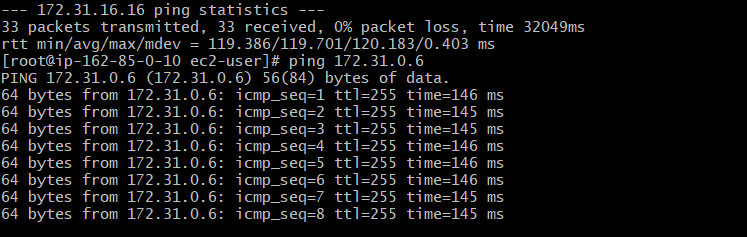 --- 172.31.16.16 ping statistics ---
33 packets transmitted, 33 received, 0% packet loss, time 32049ms
rtt min/avg/max/mdev = 119.386/119.701/120.183/0.403 ms
[root@ip-162-85-0-10 ec2-user]# ping 172.31.0.6
PING 172.31.0.6 (172.31.0.6) 56(84) bytes of data.
64 bytes from 172.31.0.6: icmp_seq=1 ttl=255 time=146 ms
64 bytes from 172.31.0.6: icmp_seq=2 ttl=255 time=145 ms
64 bytes from 172.31.0.6: icmp_seq=3 ttl=255 time=145 ms
64 bytes from 172.31.0.6: icmp_seq=4 ttl=255 time=146 ms
64 bytes from 172.31.0.6: icmp_seq=5 ttl=255 time=146 ms
64 bytes from 172.31.0.6: icmp_seq=6 ttl=255 time=146 ms
64 bytes from 172.31.0.6: icmp_seq=7 ttl=255 time=145 ms
64 bytes from 172.31.0.6: icmp_seq=8 ttl=255 time=145 ms